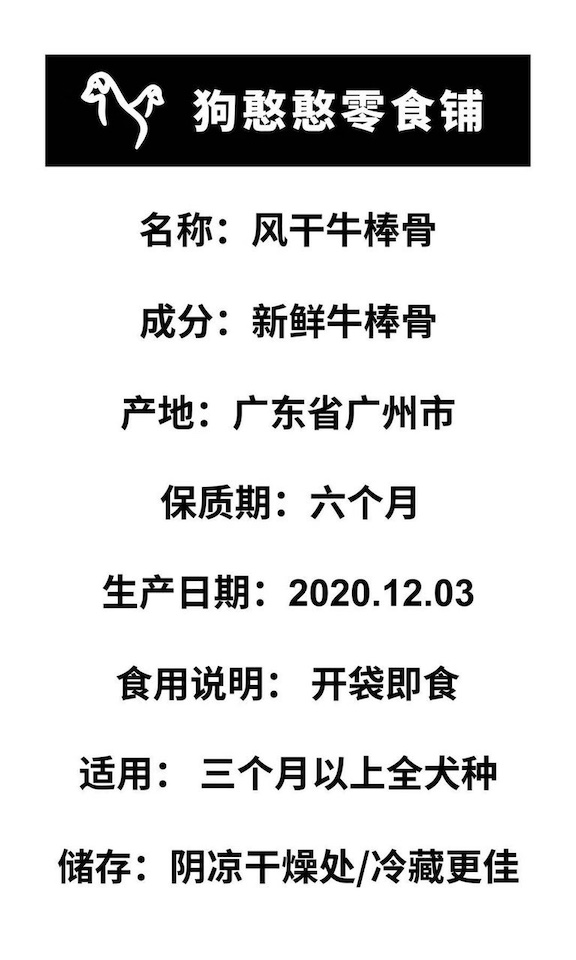 狗憨憨零食铺
名称：风干牛棒骨
成分：新鲜牛棒骨
产地：广东省广州市
保质期：六个月
生产日期：2020.12.03
食用说明： 开袋即食
适用： 三个月以上全犬种
储存：阴凉干燥处/冷藏更佳